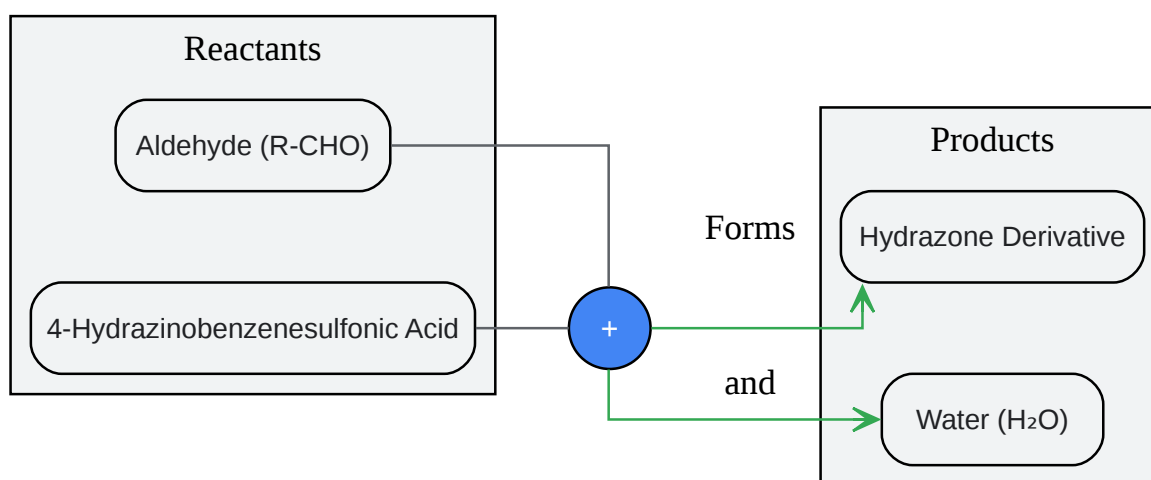 Reactants
Aldehyde (R-CHO)
4-Hydrazinobenzenesulfonic Acid
+
Forms
and
Products
Hydrazone Derivative
Water (H₂O)